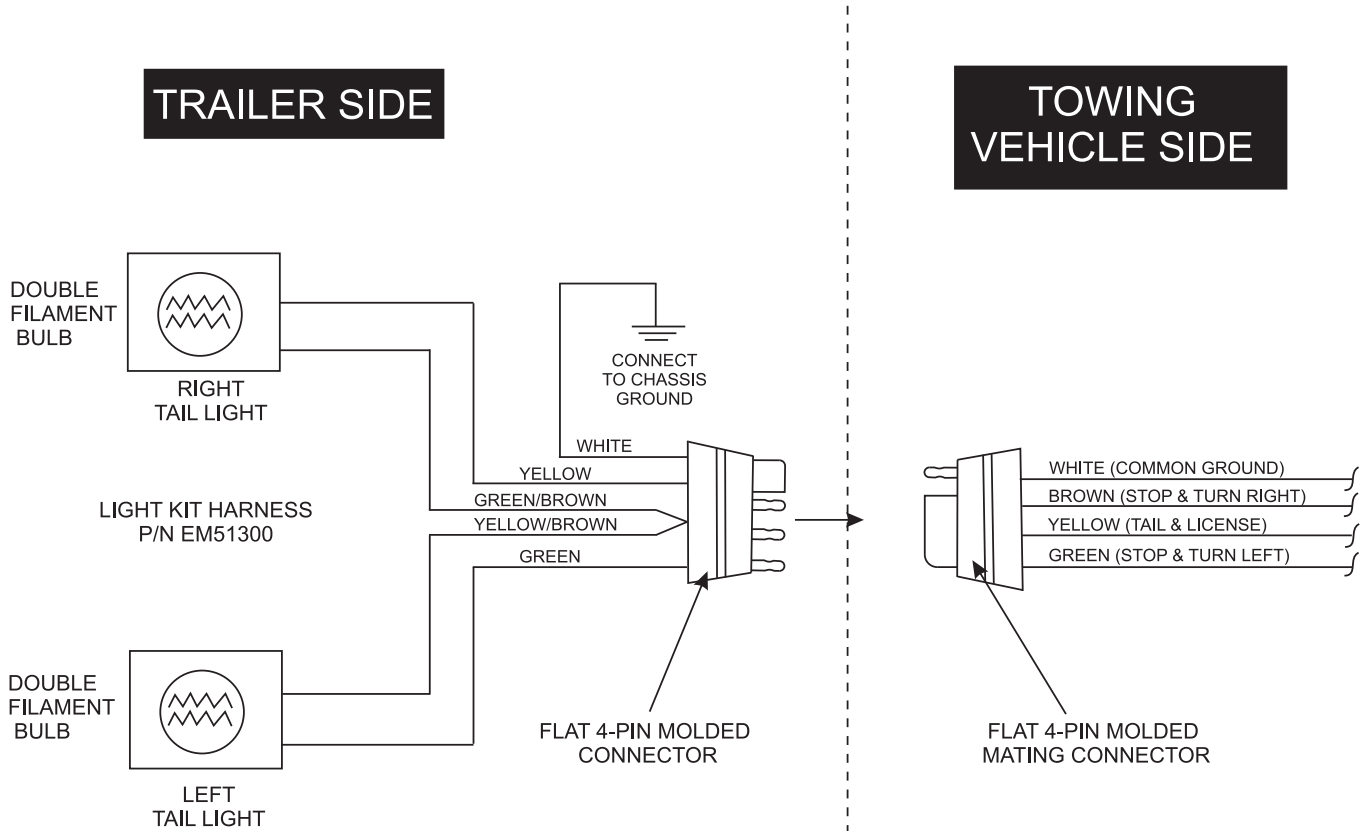 TRAILER SIDE
TOWING
VEHICLE SIDE
DOUBLE
FILAMENT
BULB
RIGHT
TAIL LIGHT
CONNECT
TO CHASSIS
GROUND
WHITE
YELLOW
GREEN/BROWN
YELLOW/BROWN
GREEN
LIGHT KIT HARNESS
P/N EM51300
WHITE (COMMON GROUND)
BROWN (STOP & TURN RIGHT)
YELLOW (TAIL & LICENSE)
GREEN (STOP & TURN LEFT)
DOUBLE
FILAMENT
BULB
LEFT
TAIL LIGHT
FLAT 4-PIN MOLDED
CONNECTOR
FLAT 4-PIN MOLDED
MATING CONNECTOR